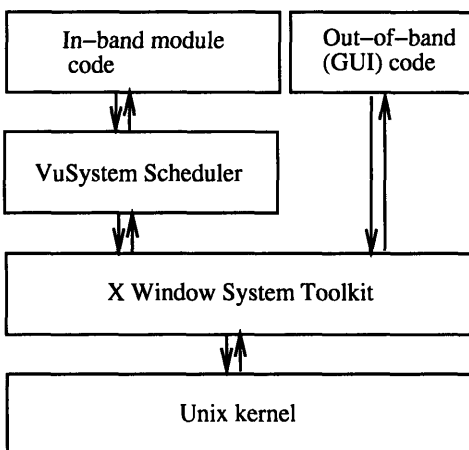 In−band module
code
Out−of−band
(GUI) code
VuSystem Scheduler
X Window System Toolkit
Unix kernel